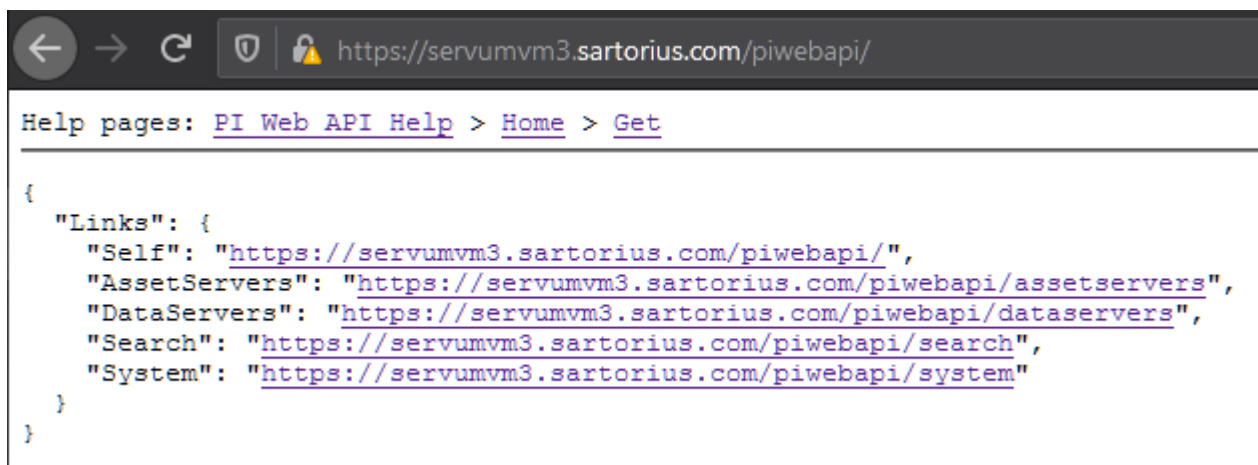 https://servumvm3.sartorius.com/piwebapi/
Help pages: PI Web API Help > Home > Get
{
  "Links": {
    "Self": "https://servumvm3.sartorius.com/piwebapi/",
    "AssetServers": "https://servumvm3.sartorius.com/piwebapi/assetservers",
    "DataServers": "https://servumvm3.sartorius.com/piwebapi/dataservers",
    "Search": "https://servumvm3.sartorius.com/piwebapi/search",
    "System": "https://servumvm3.sartorius.com/piwebapi/system"
  }
}